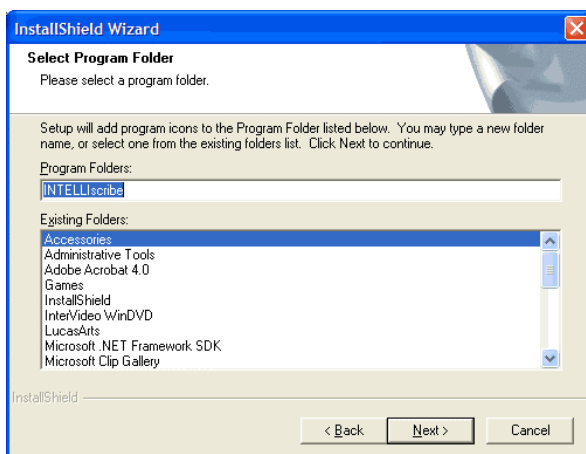 InstallShield Wizard
Select Program Folder
Please select a program folder.
Setup will add program icons to the Program Folder listed below.  You may type a new folder
name, or select one from the existing folders list.  Click Next to continue.
Program Folders:
INTELLIscribe
Existing Folders:
Accessories
Administrative Tools
Adobe Acrobat 4.0
Games
InstallShield
InterVideo WinDVD
LucasArts
Microsoft .NET Framework SDK
Microsoft Clip Gallery
InstallShield
< Back Next > Cancel